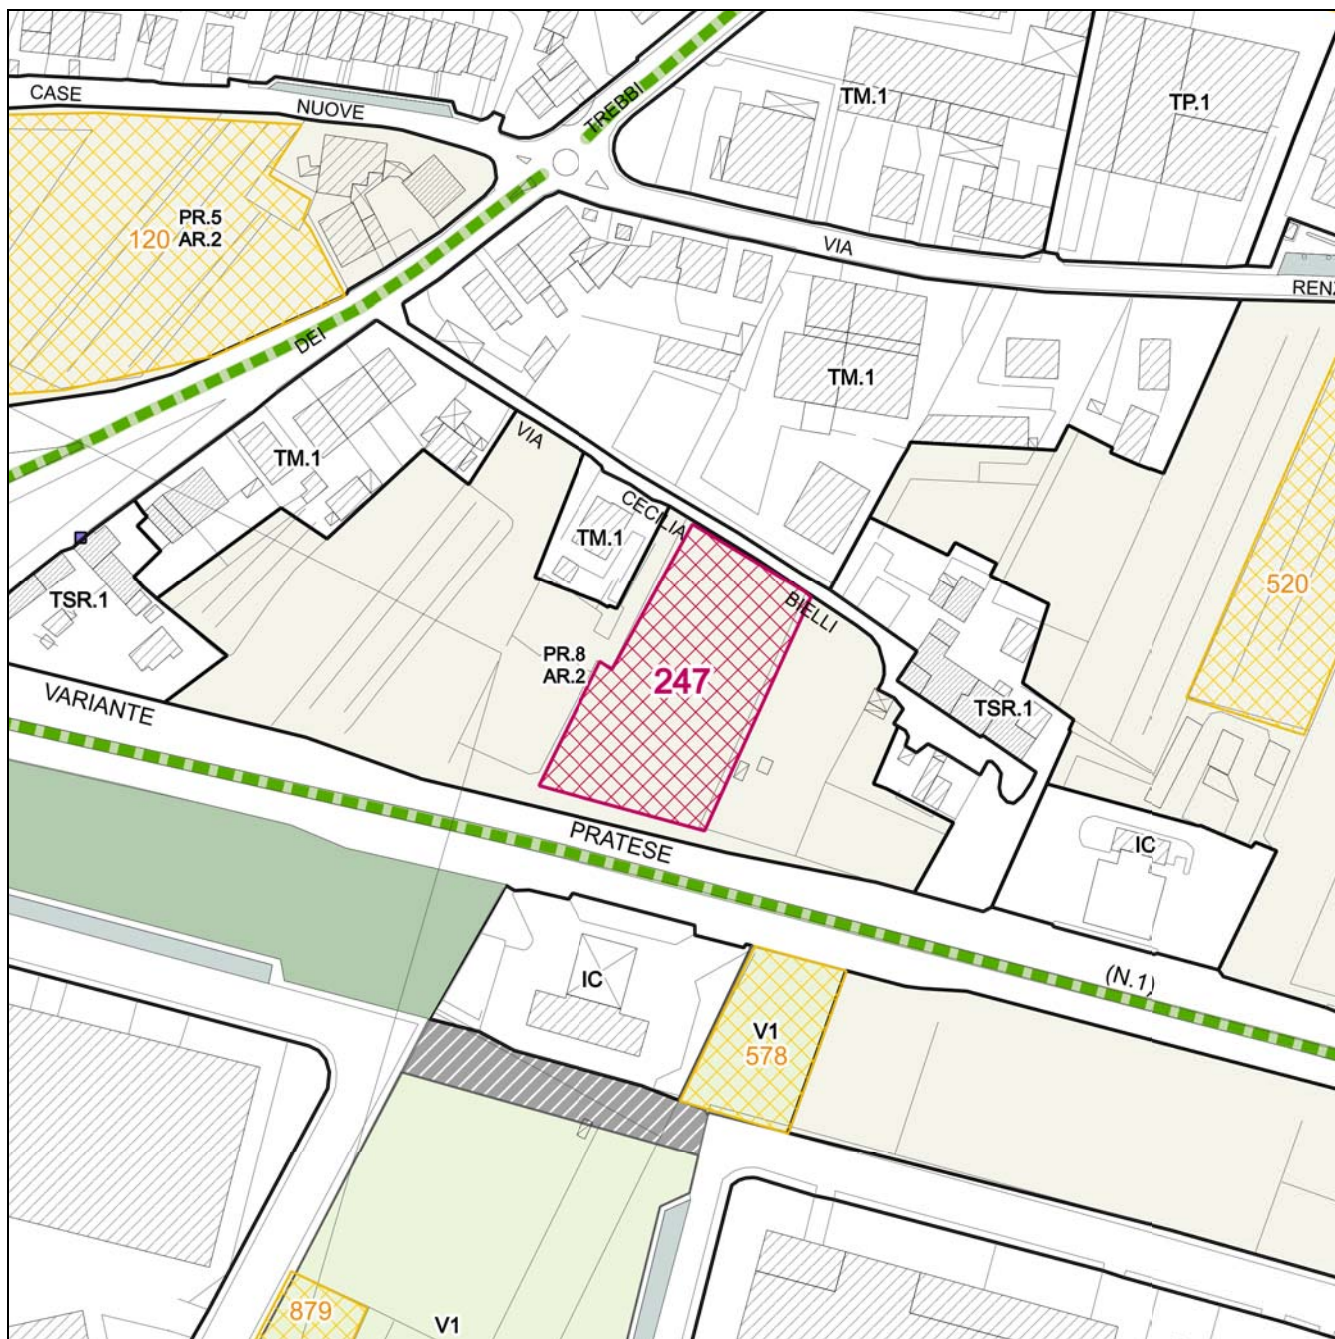 CASE
NUOVE
TREBBI
TM.1
TP.1
PR.5
120 AR.2
VIA
RENZ
DEI
TM.1
TM.1
VIA
CECILIA
TM.1
520
TSR.1
BIELLI
PR.8
AR.2
247
VARIANTE
TSR.1
PRATESE
IC
IC
(N.1)
V1
578
879
V1